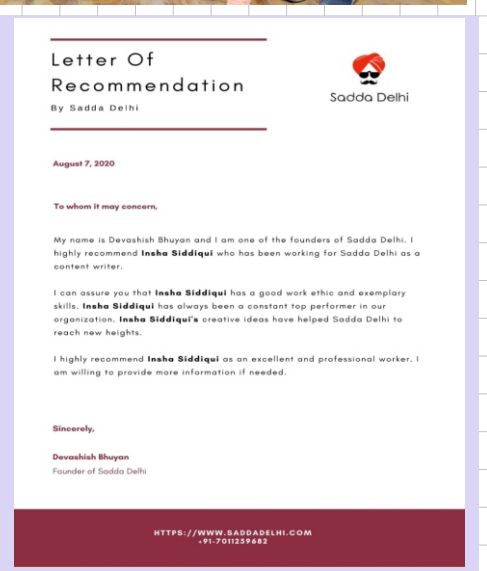 Letter Of
Recommendation
By Sadda Delhi
Sadda Delhi
August 7, 2020
To whom it may concern,
My name is Devashish Bhuyan and I am one of the founders of Sadda Delhi. I
highly recommend Insha Siddiqui who has been working for Sadda Delhi as a
content writer.
I can assure you that Insha Siddiqui has a good work ethic and exemplary
skills. Insha Siddiqui has always been a constant top performer in our
organization. Insha Siddiqui's creative ideas have helped Sadda Delhi to
reach new heights.
I highly recommend Insha Siddiqui as an excellent and professional worker. I
am willing to provide more information if needed.
Sincerely,
Devashish Bhuyan
Founder of Sadda Delhi
HTTPS://WWW.SADDADELHI.COM
+91-7011259682